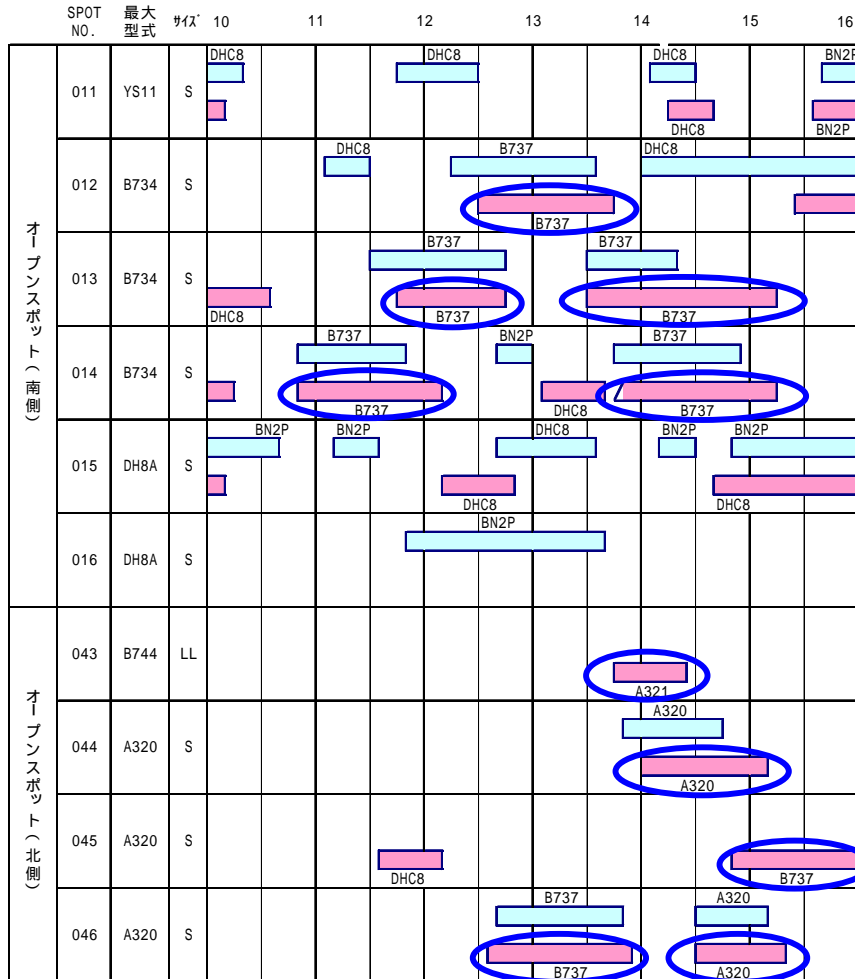 SPOT NO. 最大型式 ｻｲｽﾞ 10 11 12 13 14 15 16
オープンスポット（南側）
DHC8 DHC8 DHC8 BN2P
011 YS11 S
DHC8 BN2P
DHC8 B737 DHC8
012 B734 S
B737
B737 B737
013 B734 S
DHC8 B737 B737
B737 BN2P B737
014 B734 S
B737 DHC8 B737
BN2P BN2P DHC8 BN2P BN2P
015 DH8A S
DHC8 DHC8
BN2P
016 DH8A S
オープンスポット（北側）
043 B744 LL
A321
A320
044 A320 S
A320
045 A320 S
DHC8 B737
B737 A320
046 A320 S
B737 A320